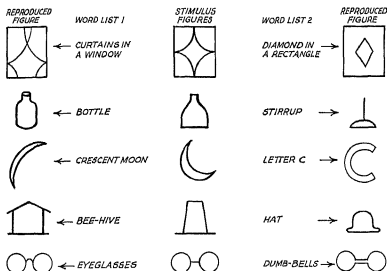 REPRODUCED FIGURE
WORD LIST 1
STIMULUS FIGURES
WORD LIST 2
REPRODUCED FIGURE
CURTAINS IN A WINDOW
DIAMOND IN A RECTANGLE
BOTTLE
STIRRUP
CRESCENT MOON
LETTER C
BEE-HIVE
HAT
EYEGLASSES
DUMB-BELLS